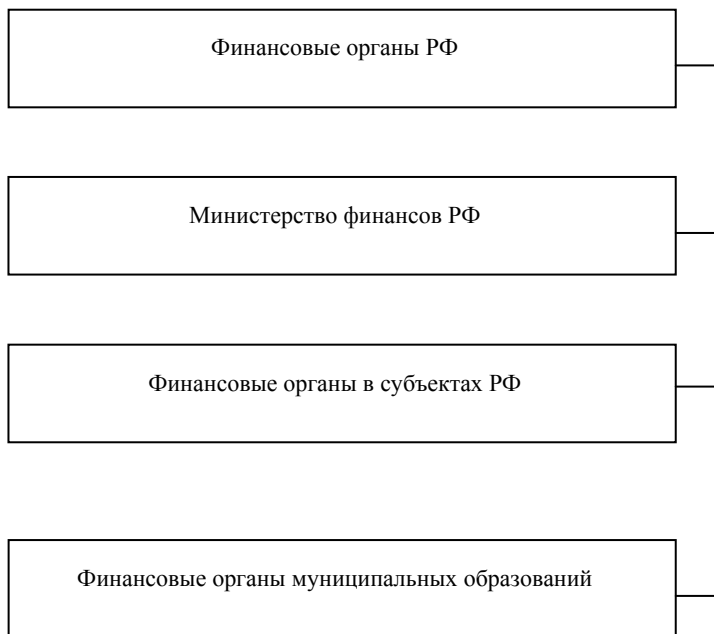 Финансовые органы РФ
Министерство финансов РФ
Финансовые органы в субъектах РФ
Финансовые органы муниципальных образований